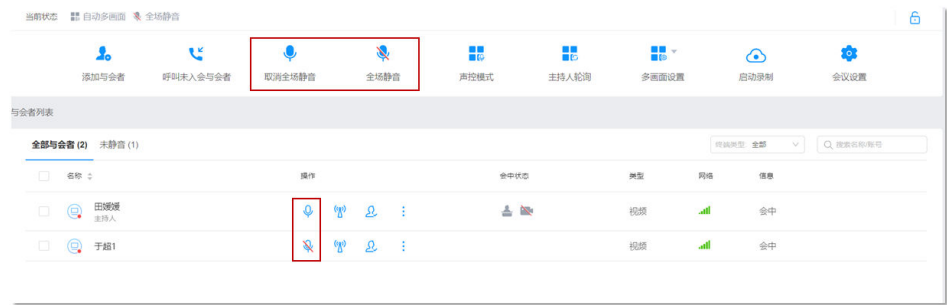 当前状态 自动多画面 全场静音
添加与会者 呼叫未入会与会者 取消全场静音 全场静音 声控模式 主持人轮询 多画面设置 启动录制 会议设置
与会者列表
全部与会者 (2) 未静音 (1) 终端类型 全部 搜索名称/账号
名称 操作 会中状态 类型 网络 信息
田媛媛 视频 会中
主持人
于超1 视频 会中